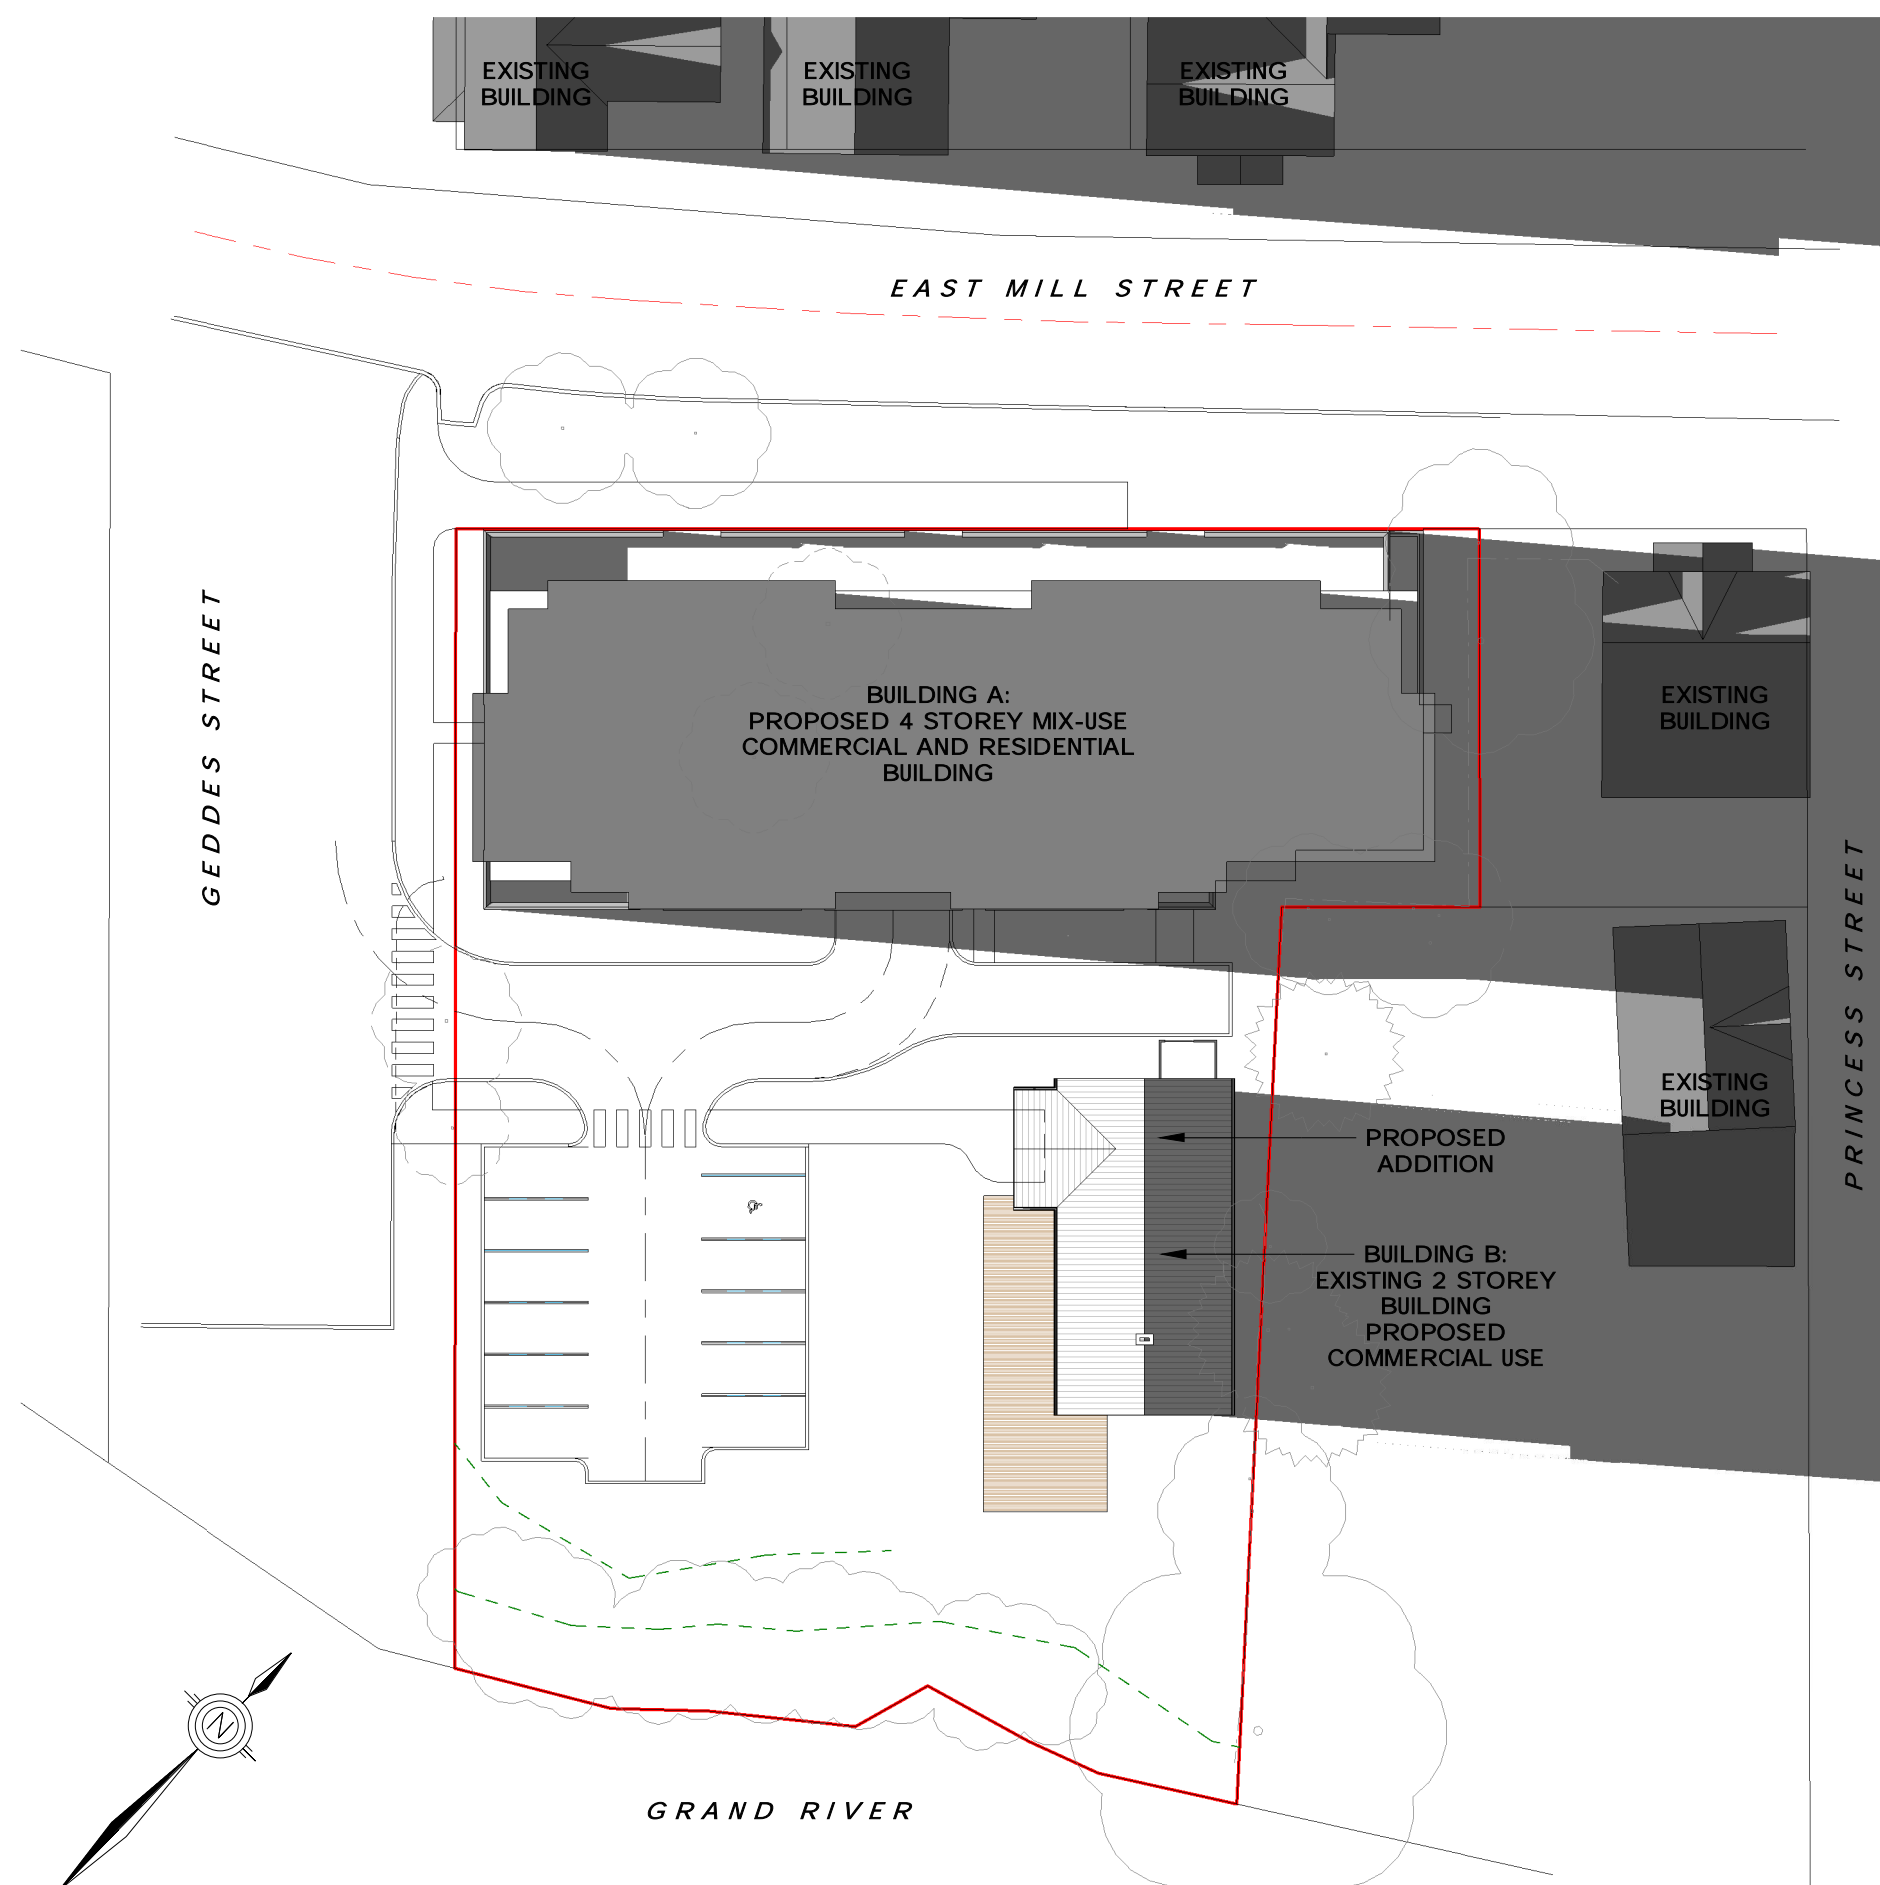 EXISTING
BUILDING
EXISTING
BUILDING
EXISTING
BUILDING
EAST MILL STREET
GEDDES STREET
BUILDING A:
PROPOSED 4 STOREY MIX-USE
COMMERCIAL AND RESIDENTIAL
BUILDING
EXISTING
BUILDING
PRINCESS STREET
EXISTING
BUILDING
PROPOSED
ADDITION
BUILDING B:
EXISTING 2 STOREY
BUILDING
PROPOSED
COMMERCIAL USE
N
GRAND RIVER